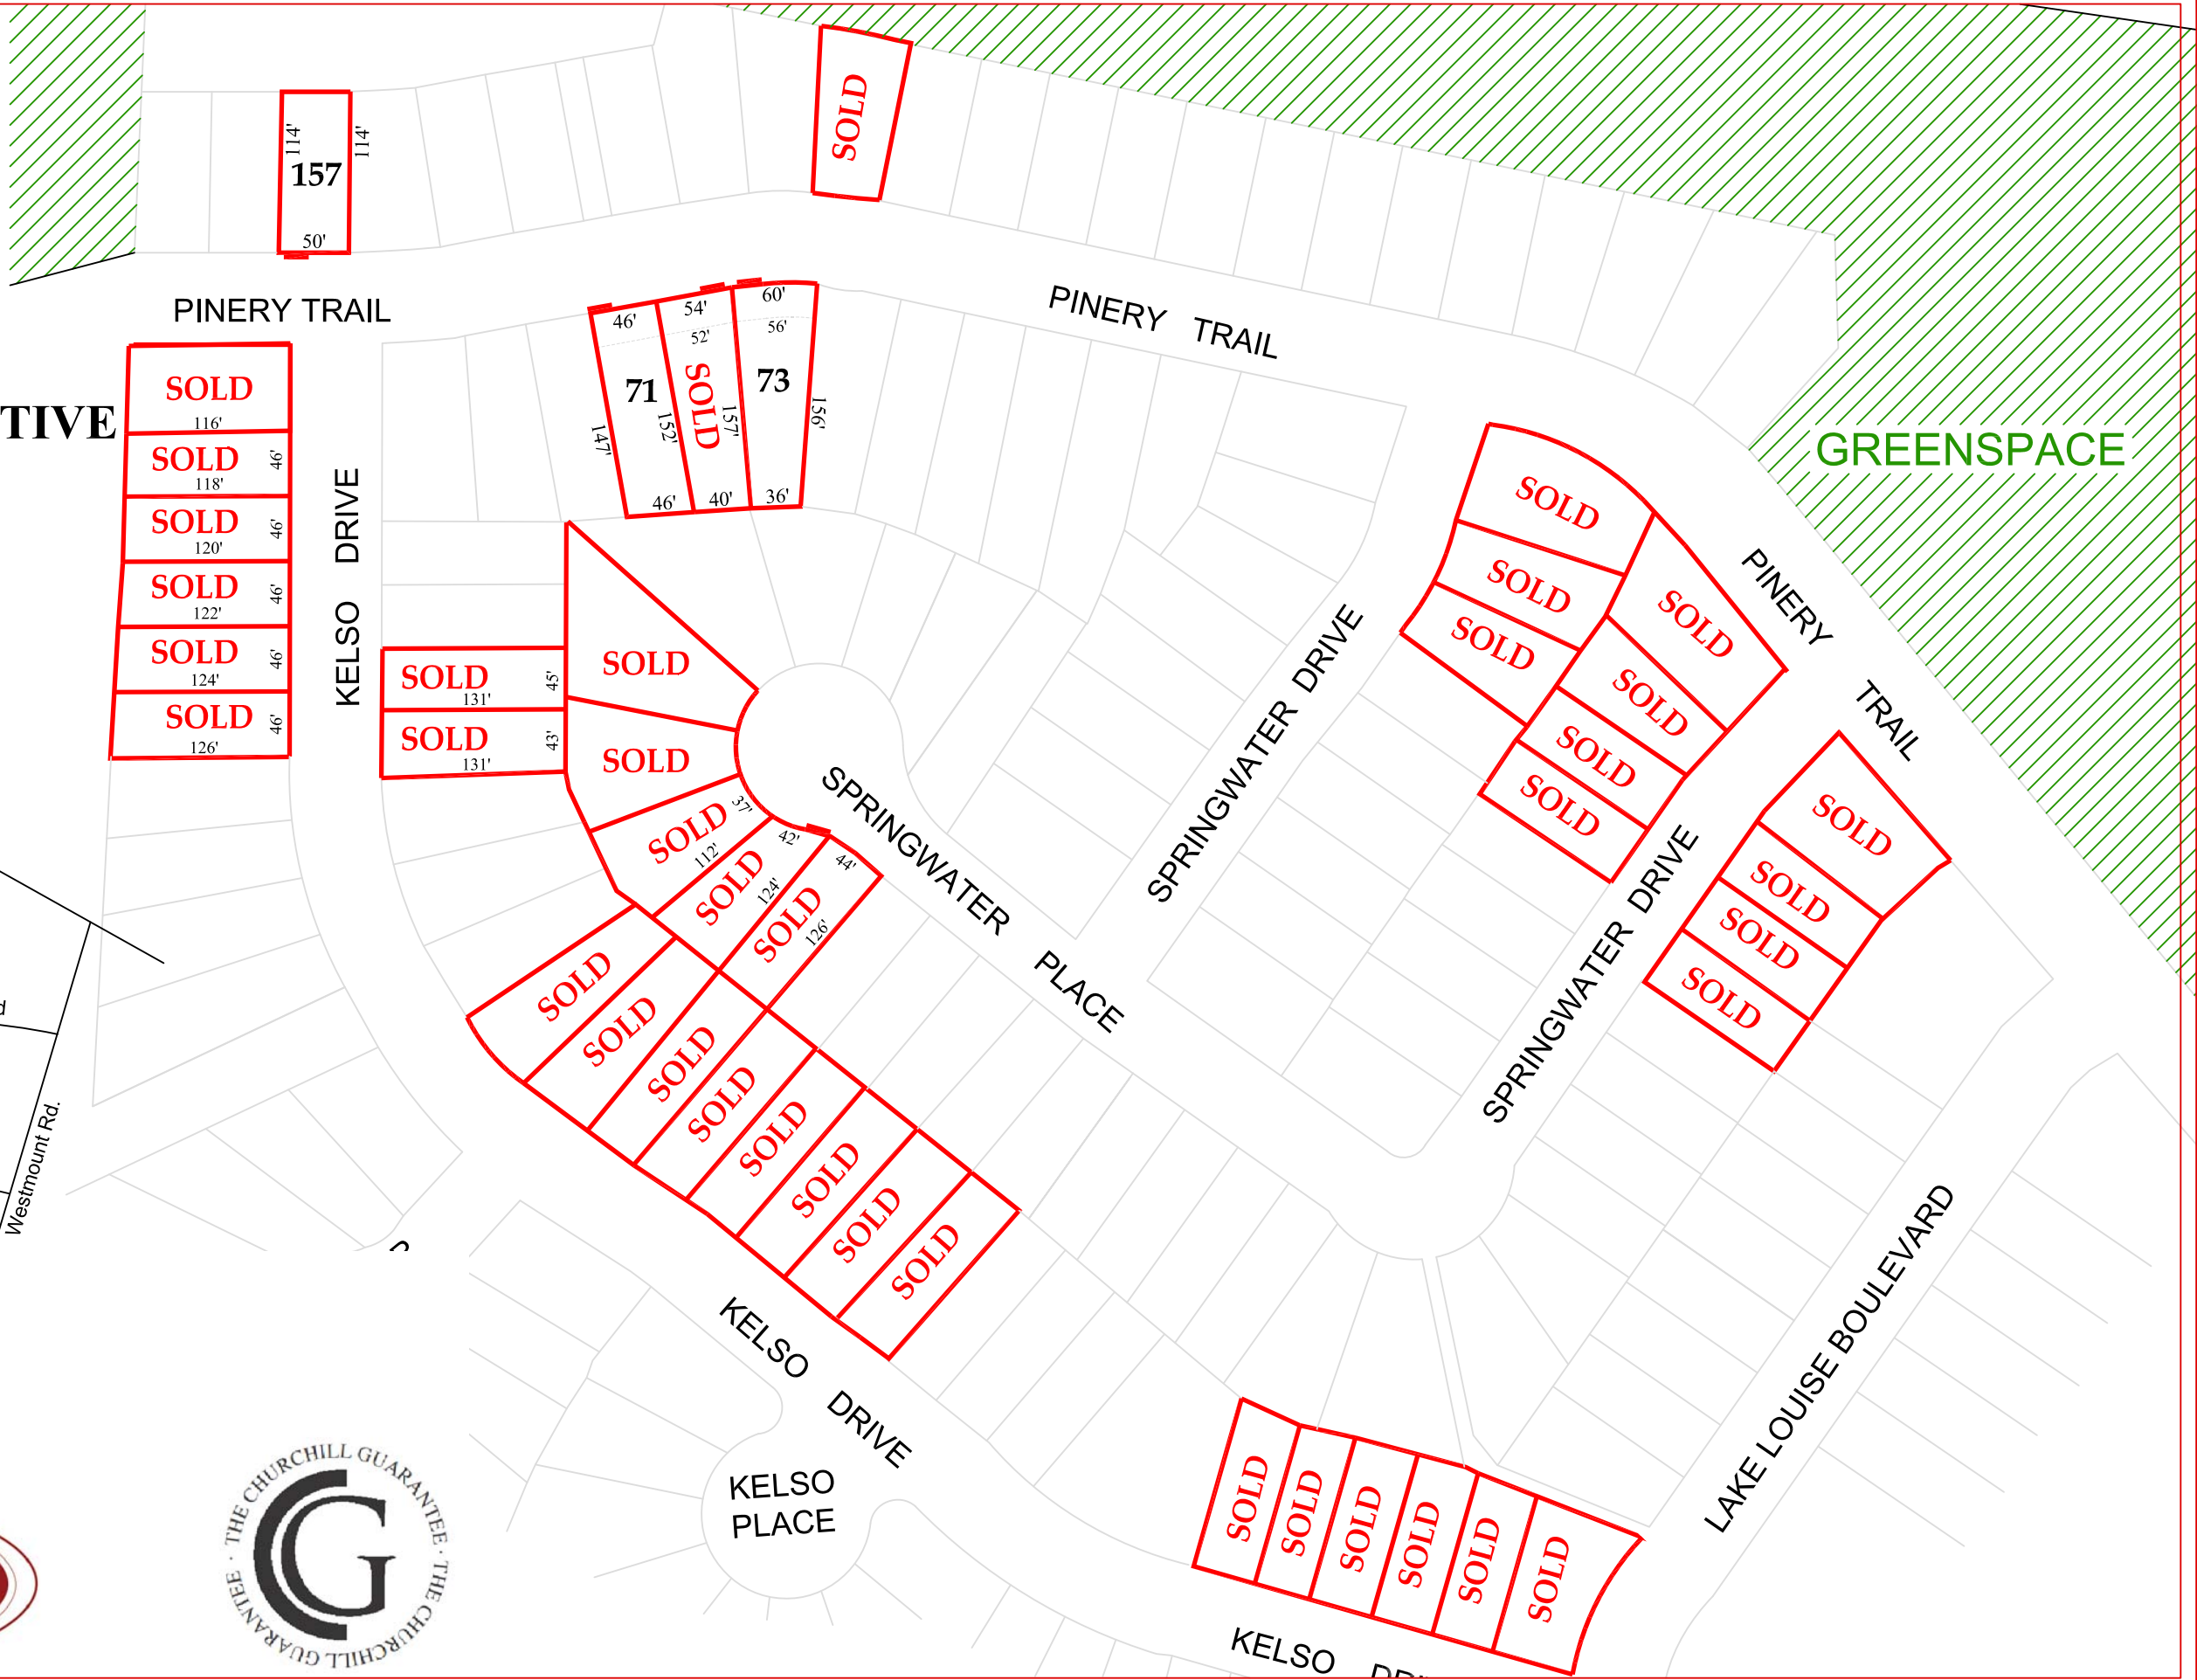 SOLD
114'
114'
157
50'
PINERY TRAIL
46'
54'
60'
52'
56'
71
SOLD
73
147'
152'
157'
156'
46'
40'
36'
PINERY TRAIL
TIVE
SOLD
116'
SOLD
46'
118'
SOLD
46'
120'
SOLD
46'
122'
SOLD
46'
124'
SOLD
46'
126'
KELSO DRIVE
SOLD
45'
131'
SOLD
43'
131'
SOLD
SOLD
SOLD
37'
112'
SOLD
42'
124'
SOLD
44'
126'
SPRINGWATER PLACE
SPRINGWATER DRIVE
GREENSPACE
SOLD
SOLD
SOLD
SOLD
SOLD
SOLD
SOLD
PINERY TRAIL
SOLD
SOLD
SOLD
SOLD
SPRINGWATER DRIVE
SOLD
SOLD
SOLD
SOLD
SOLD
SOLD
SOLD
SOLD
d
Westmount Rd.
KELSO DRIVE
KELSO
PLACE
LAKE LOUISE BOULEVARD
SOLD
SOLD
SOLD
SOLD
SOLD
SOLD
KELSO
THE CHURCHILL GUARANTEE · THE CHURCHILL GUARANTEE ·
CG